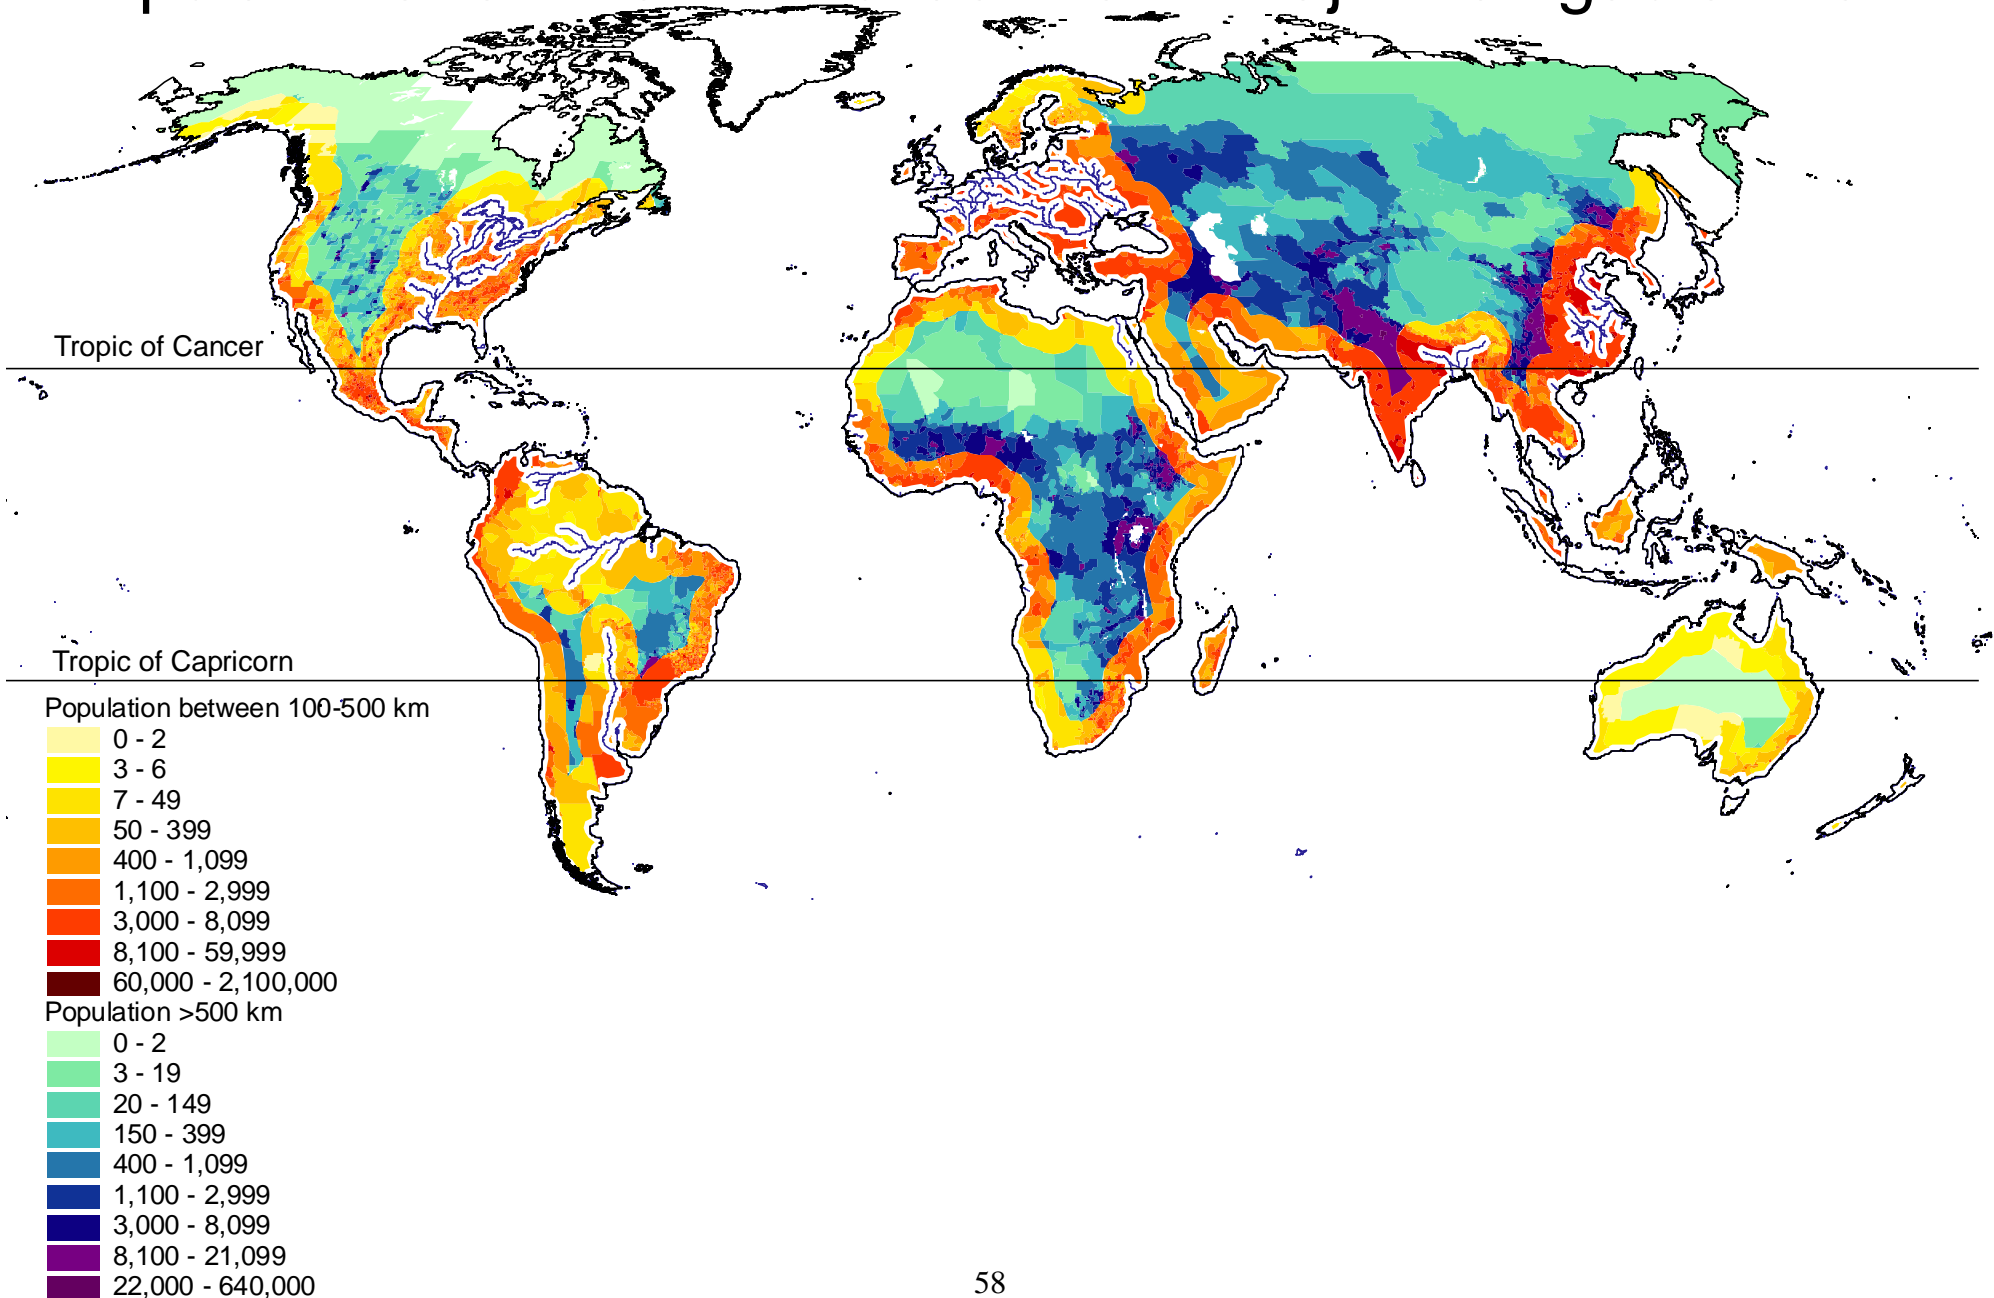 Tropic of Cancer
Tropic of Capricorn
Population between 100-500 km
0 - 2
3 - 6
7 - 49
50 - 399
400 - 1,099
1,100 - 2,999
3,000 - 8,099
8,100 - 59,999
60,000 - 2,100,000
Population >500 km
0 - 2
3 - 19
20 - 149
150 - 399
400 - 1,099
1,100 - 2,999
3,000 - 8,099
8,100 - 21,099
22,000 - 640,000
58